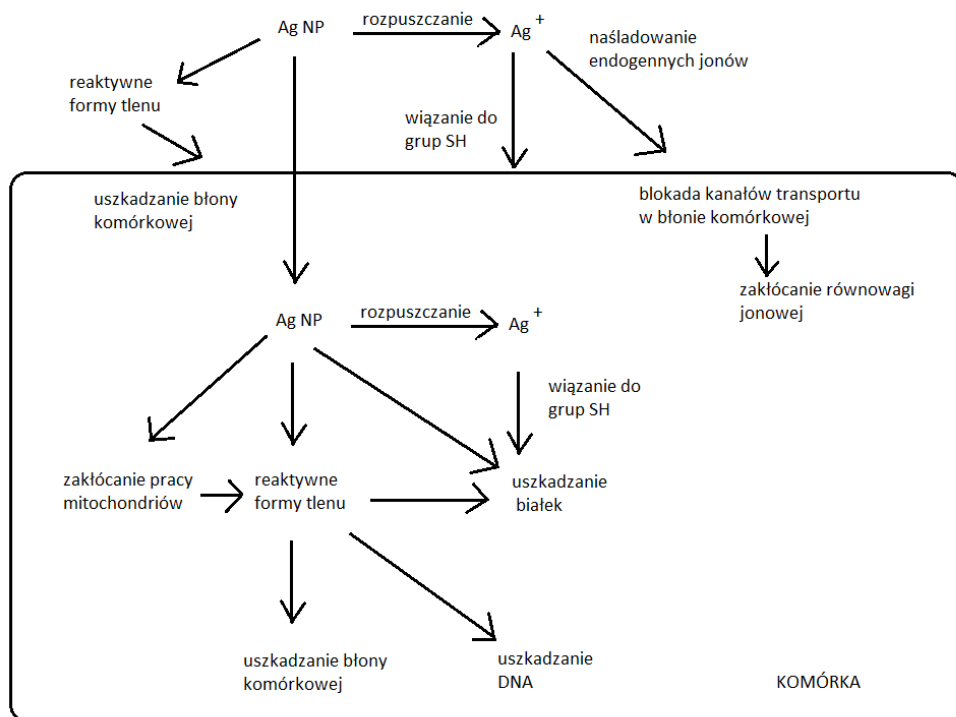 Ag NP
rozpuszczanie
Ag +
naśladowanie
endogennych jonów
reaktywne
formy tlenu
wiązanie do
grup SH
uszkadzanie błony
komórkowej
blokada kanałów transportu
w błonie komórkowej
zakłócanie równowagi
jonowej
Ag NP
rozpuszczanie
Ag +
wiązanie do
grup SH
zakłócanie pracy
mitochondriów
reaktywne
formy tlenu
uszkadzanie
białek
uszkadzanie błony
komórkowej
uszkadzanie
DNA
KOMÓRKA